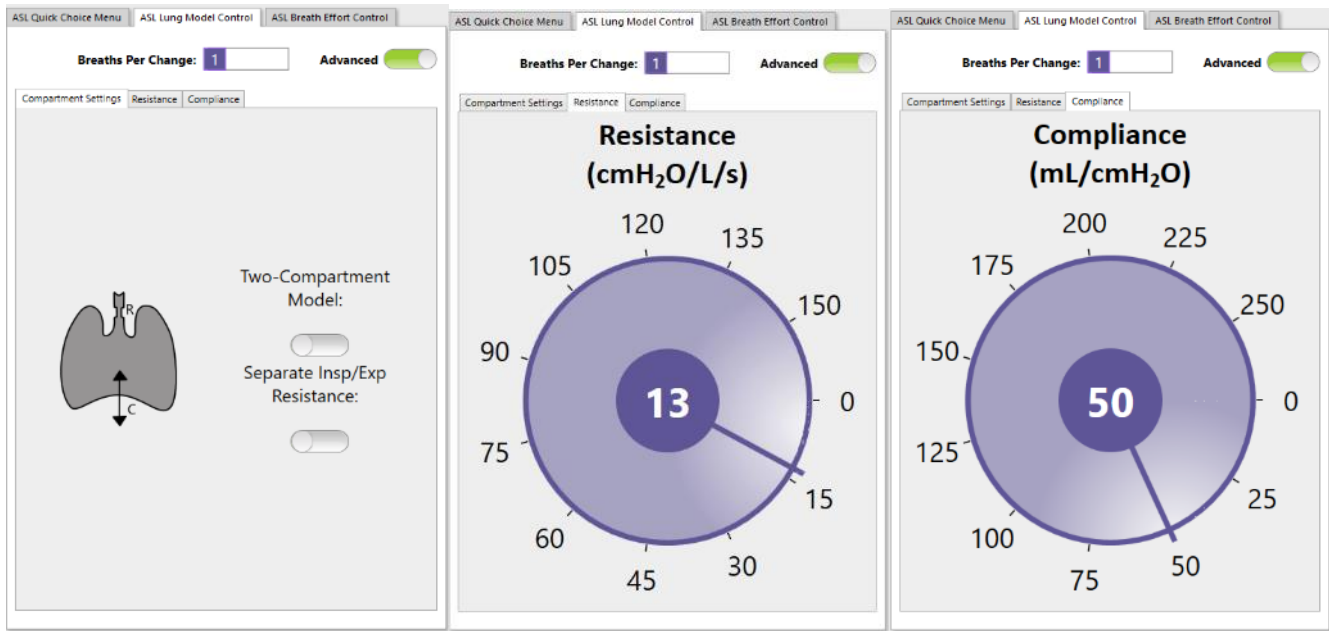 ASL Quick Choice Menu ASL Lung Model Control ASL Breath Effort Control
Breaths Per Change: 1 Advanced
Compartment Settings Resistance Compliance
R
C
Two-Compartment
Model:
Separate Insp/Exp
Resistance:
ASL Quick Choice Menu ASL Lung Model Control ASL Breath Effort Control
Breaths Per Change: 1 Advanced
Compartment Settings Resistance Compliance
Resistance
(cmH₂O/L/s)
120 135
105 150
90
13 0
75
15
60 30
45
ASL Quick Choice Menu ASL Lung Model Control ASL Breath Effort Control
Breaths Per Change: 1 Advanced
Compartment Settings Resistance Compliance
Compliance
(mL/cmH₂O)
200 225
175 250
150
50 0
125
25
100 50
75